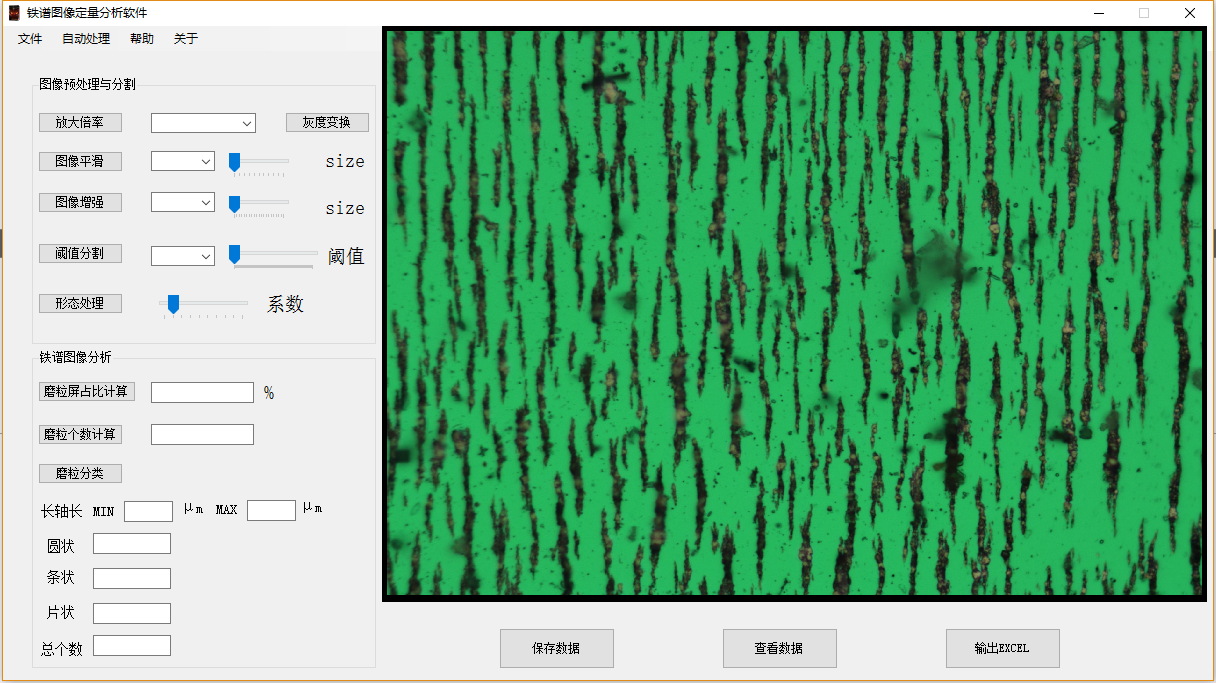 铁谱图像定量分析软件
文件 自动处理 帮助 关于
图像预处理与分割
放大倍率 灰度变换
图像平滑 size
图像增强 size
阈值分割 阈值
形态处理 系数
铁谱图像分析
磨粒屏占比计算 %
磨粒个数计算
磨粒分类
长轴长 MIN μm MAX μm
圆状
条状
片状
总个数
保存数据 查看数据 输出EXCEL